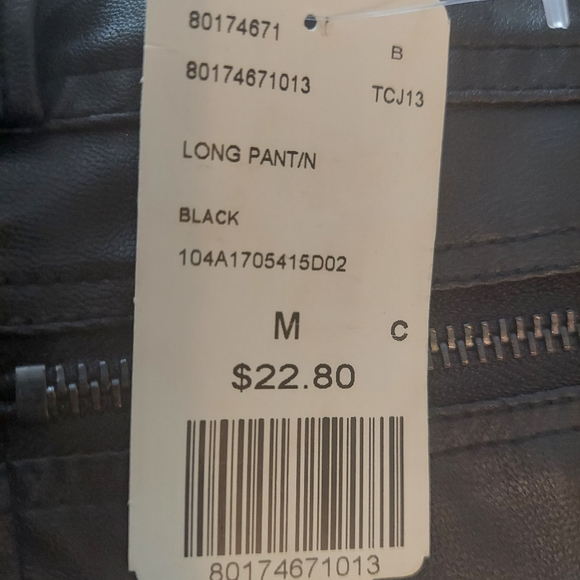 80174671
B
80174671013
TCJ13
LONG PANT/N
BLACK
104A1705415D02
M C
$22.80
80174671013